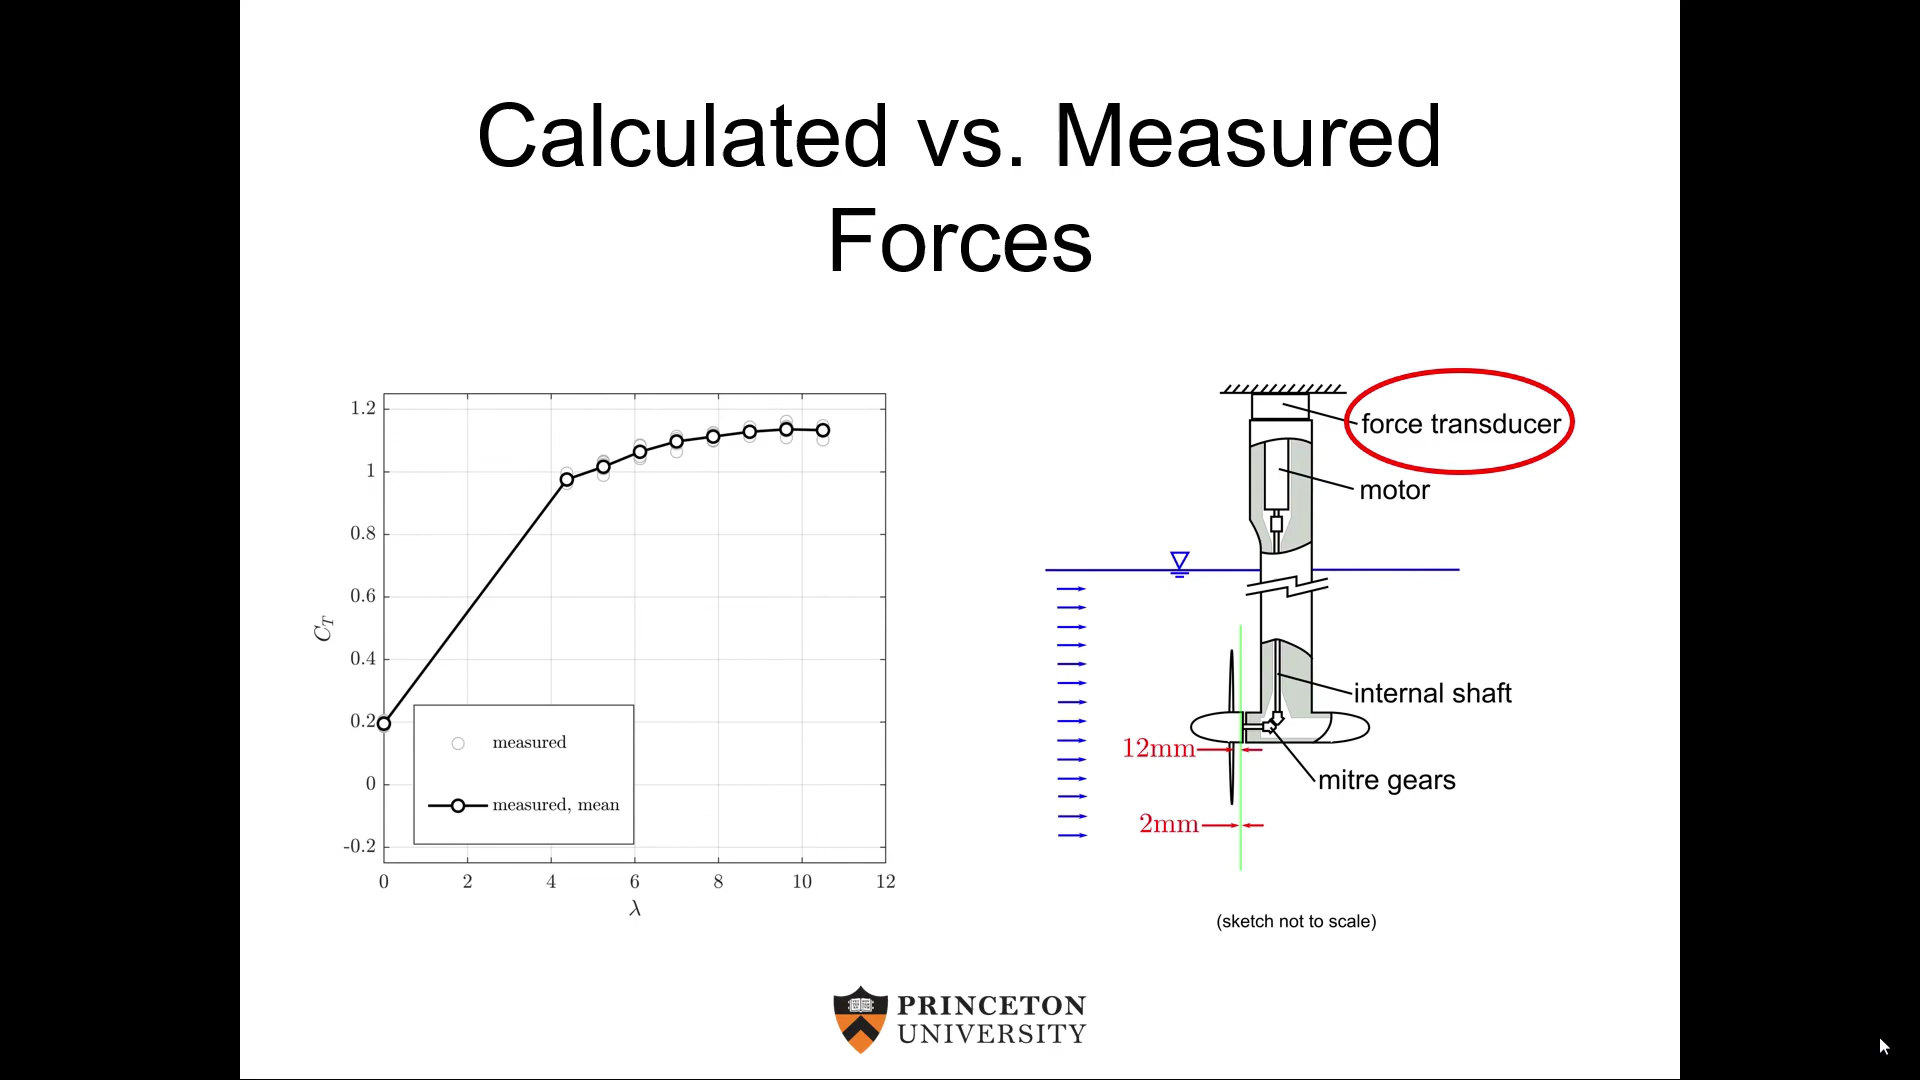 Calculated vs. Measured
Forces
1.2
1
0.8
0.6
0.4
0.2
0
-0.2
C_T
0 2 4 6 8 10 12
λ
measured
measured, mean
force transducer
motor
internal shaft
12mm
mitre gears
2mm
(sketch not to scale)
PRINCETON
UNIVERSITY